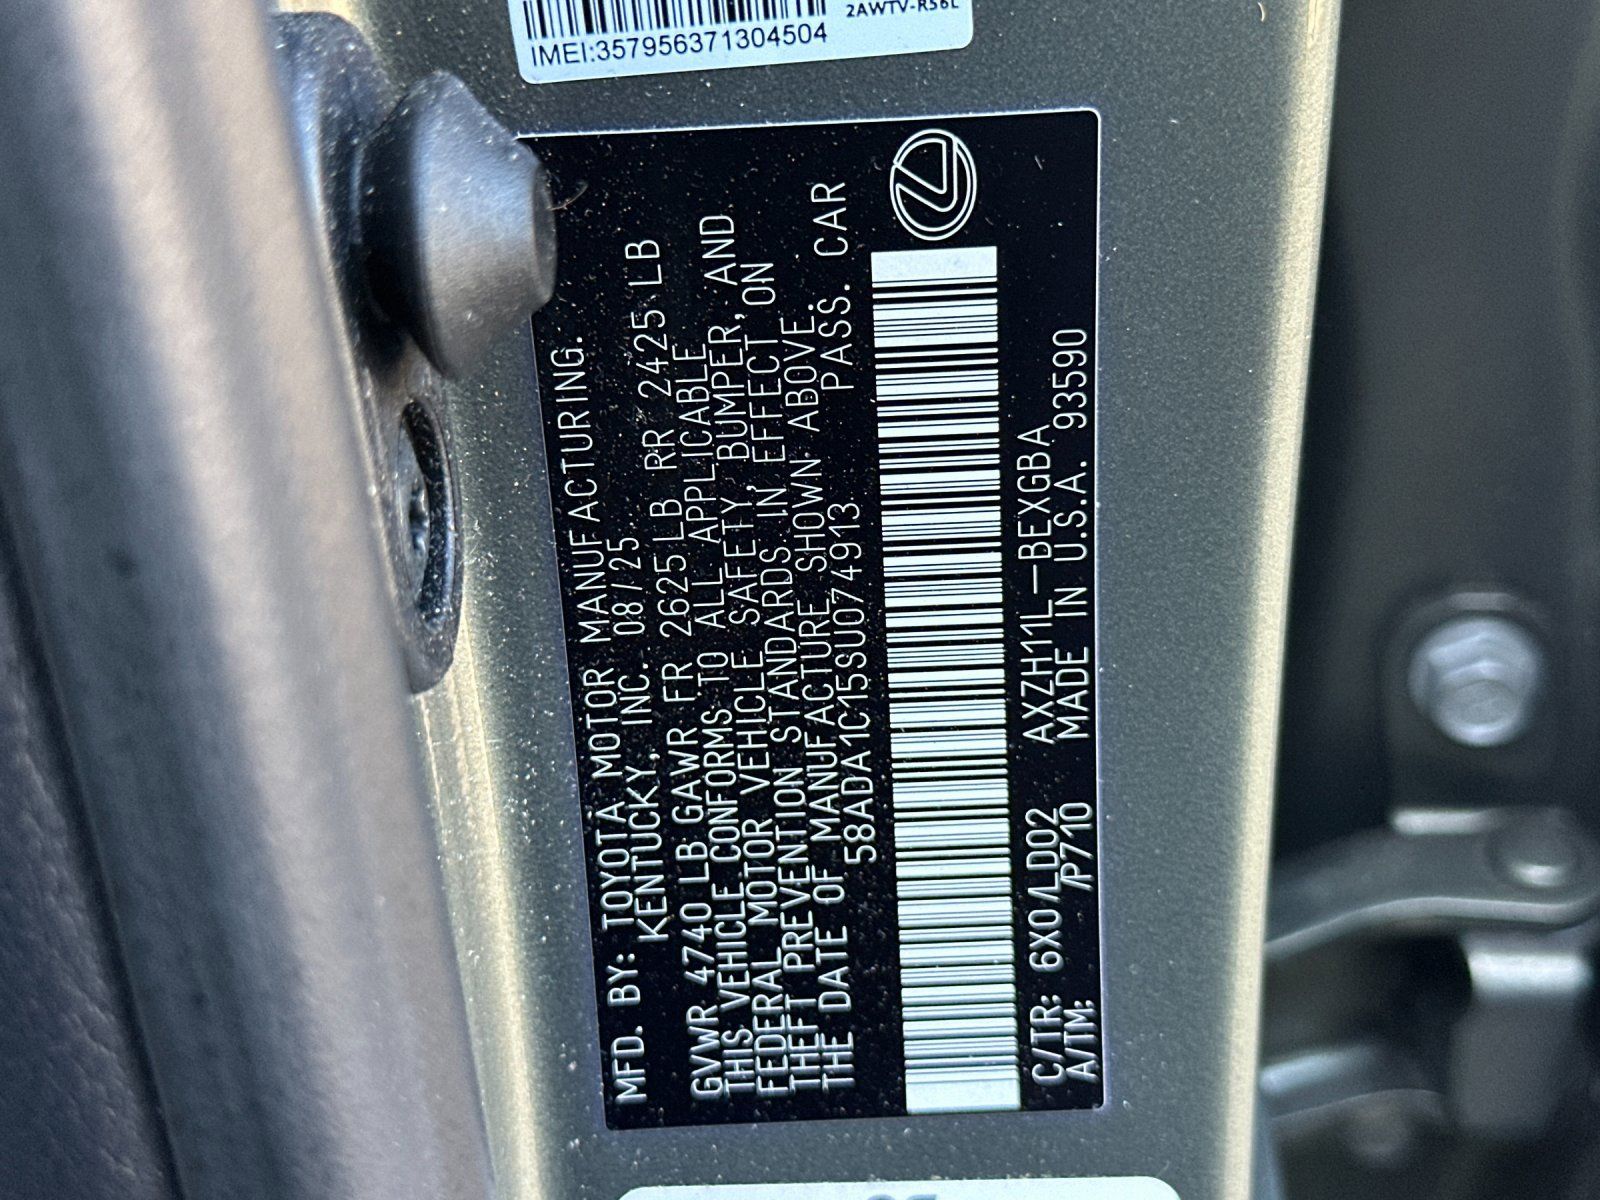 2AWTV-R56L
IMEI:357956371304504
MFD. BY: TOYOTA MOTOR MANUFACTURING.
KENTUCKY, INC. 08/25
GVWR 4740 LB GAWR FR 2625 LB RR 2425 LB
THIS VEHICLE CONFORMS TO ALL APPLICABLE
FEDERAL MOTOR VEHICLE SAFETY, BUMPER, AND
THEFT PREVENTION STANDARDS IN EFFECT ON
THE DATE OF MANUFACTURE SHOWN ABOVE.
58ADA1C15SU074913 PASS. CAR
C/TR: 6X0/LD02 AXZH11L-BEXGBA
A/TM: /P710 MADE IN U.S.A. 93590